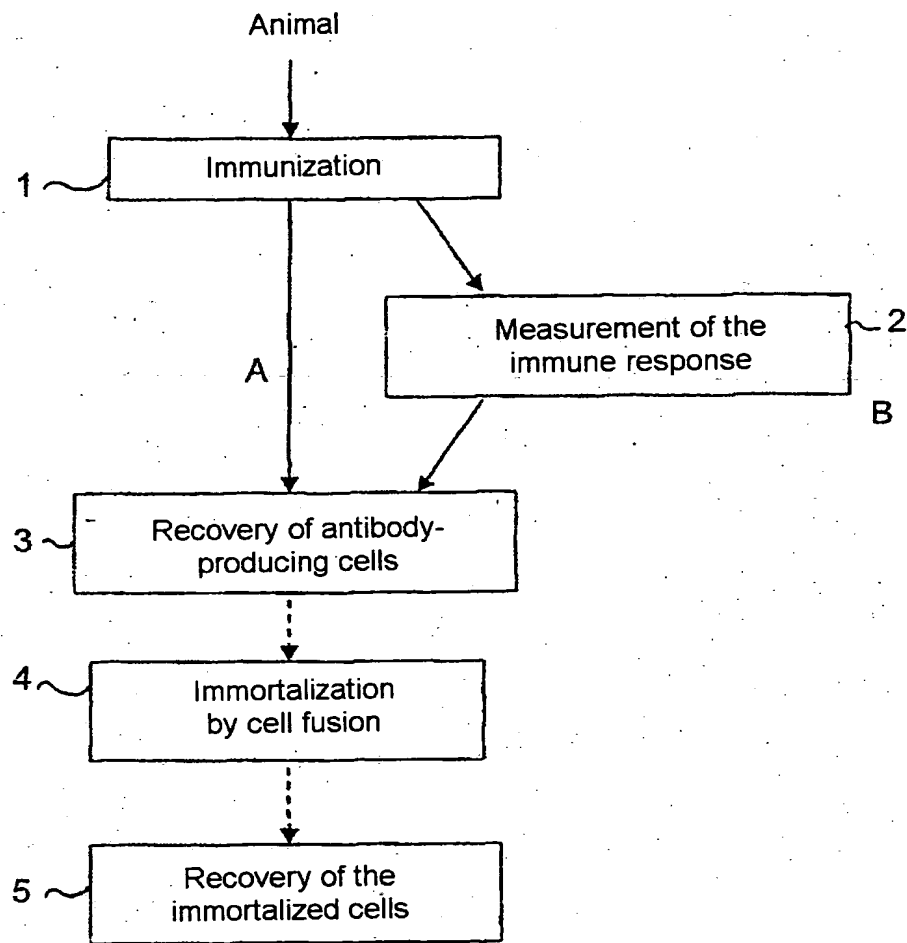 Animal
1
Immunization
2
Measurement of the
immune response
A
B
3
Recovery of antibody-
producing cells
4
Immortalization
by cell fusion
5
Recovery of the
immortalized cells